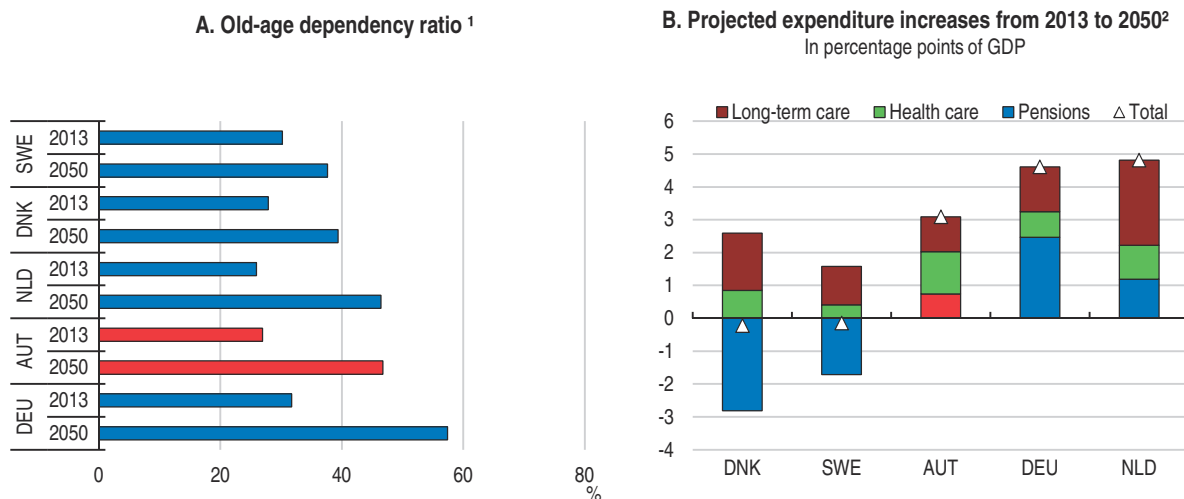 A. Old-age dependency ratio ¹
SWE
2013
2050
DNK
2013
2050
NLD
2013
2050
AUT
2013
2050
DEU
2013
2050
0 20 40 60 80
%
B. Projected expenditure increases from 2013 to 2050²
In percentage points of GDP
Long-term care Health care Pensions Total
6
5
4
3
2
1
0
-1
-2
-3
-4
DNK SWE AUT DEU NLD